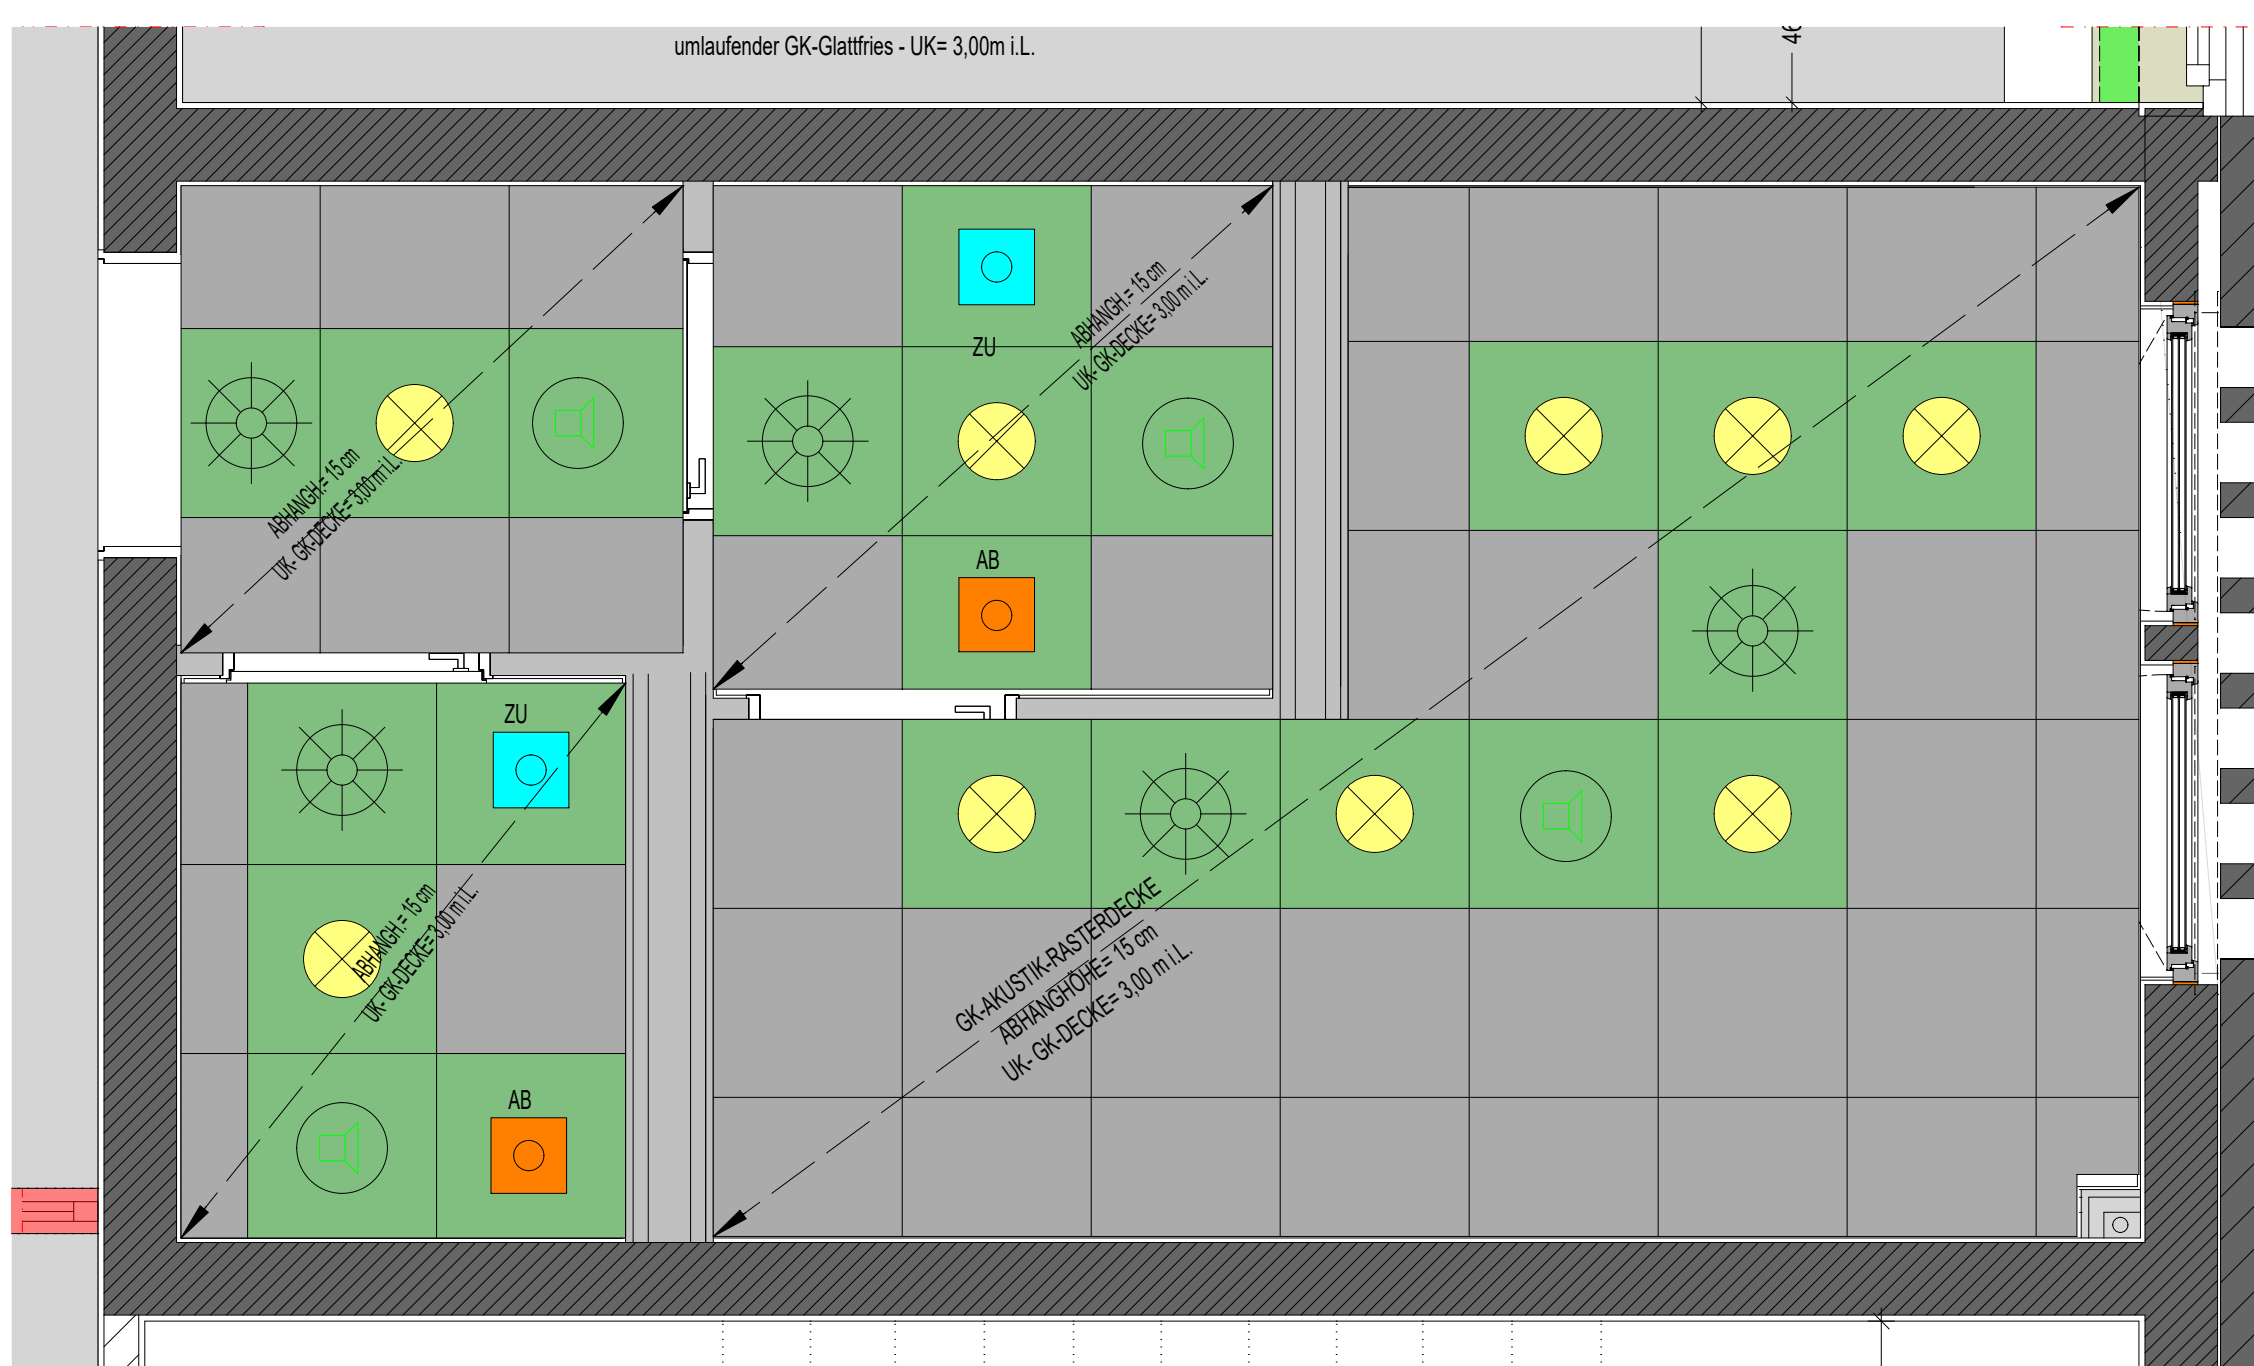 umlaufender GK-Glattfries - UK= 3,00m i.L.
46
ABHANGH.= 15 cm
UK- GK-DECKE= 3,00 m i.L.
ZU
ABHANGH.= 15 cm
UK- GK-DECKE= 3,00 m i.L.
AB
ZU
ABHANGH.= 15 cm
UK- GK-DECKE= 3,00 m i.L.
AB
GK-AKUSTIK-RASTERDECKE
ABHANGHÖHE= 15 cm
UK- GK-DECKE= 3,00 m i.L.